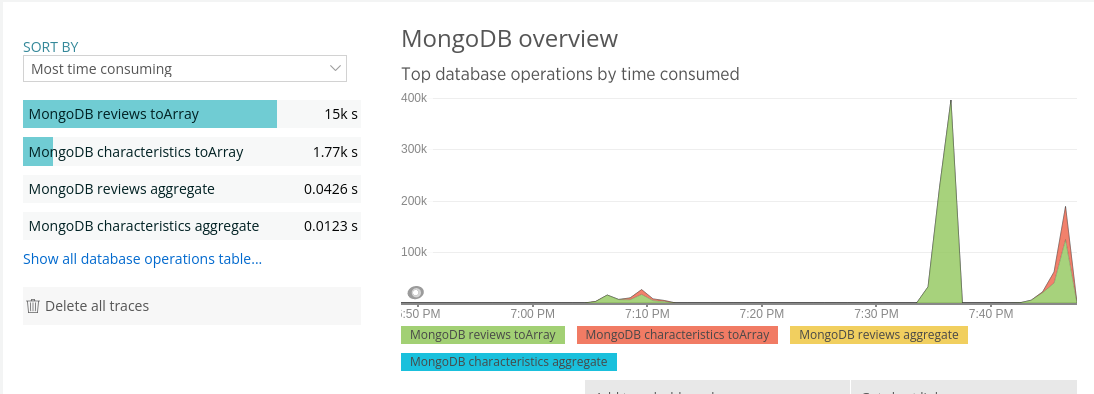 SORT BY
Most time consuming
MongoDB reviews toArray 15k s
MongoDB characteristics toArray 1.77k s
MongoDB reviews aggregate 0.0426 s
MongoDB characteristics aggregate 0.0123 s
Show all database operations table...
Delete all traces
MongoDB overview
Top database operations by time consumed
400k
300k
200k
100k
:50 PM 7:00 PM 7:10 PM 7:20 PM 7:30 PM 7:40 PM
MongoDB reviews toArray MongoDB characteristics toArray MongoDB reviews aggregate
MongoDB characteristics aggregate